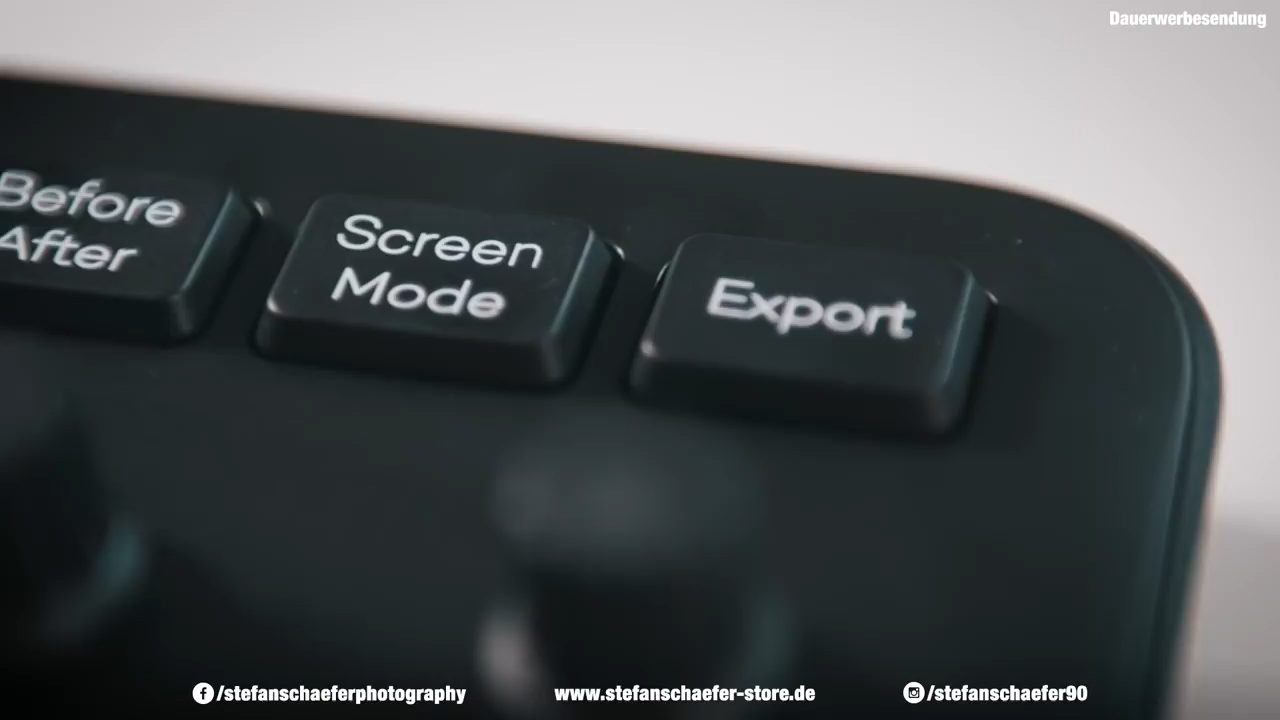 Dauerwerbesendung
Before
After
Screen
Mode
Export
/stefanschaeferphotography
www.stefanschaefer-store.de
/stefanschaefer90